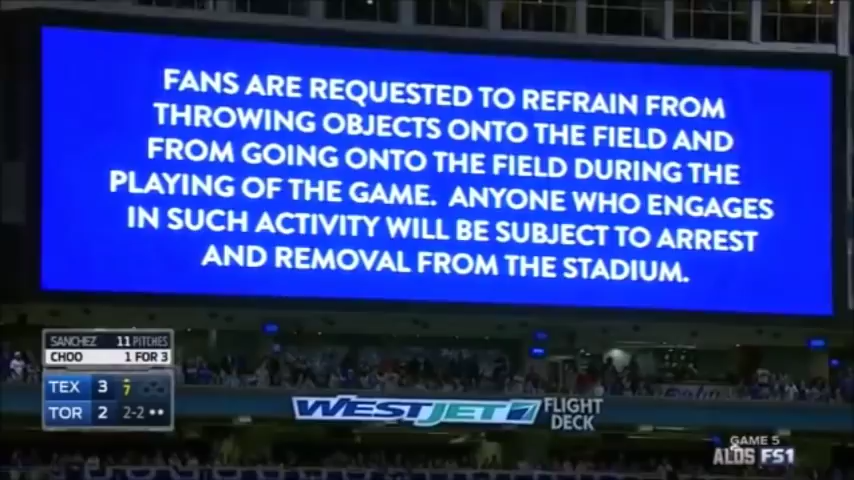 FANS ARE REQUESTED TO REFRAIN FROM
THROWING OBJECTS ONTO THE FIELD AND
FROM GOING ONTO THE FIELD DURING THE
PLAYING OF THE GAME. ANYONE WHO ENGAGES
IN SUCH ACTIVITY WILL BE SUBJECT TO ARREST
AND REMOVAL FROM THE STADIUM.
SANCHEZ 11 PITCHES
CHOO 1 FOR 3
TEX 3 7
TOR 2 2-2
WESTJET FLIGHT
DECK
GAME 5
ALDS FS1